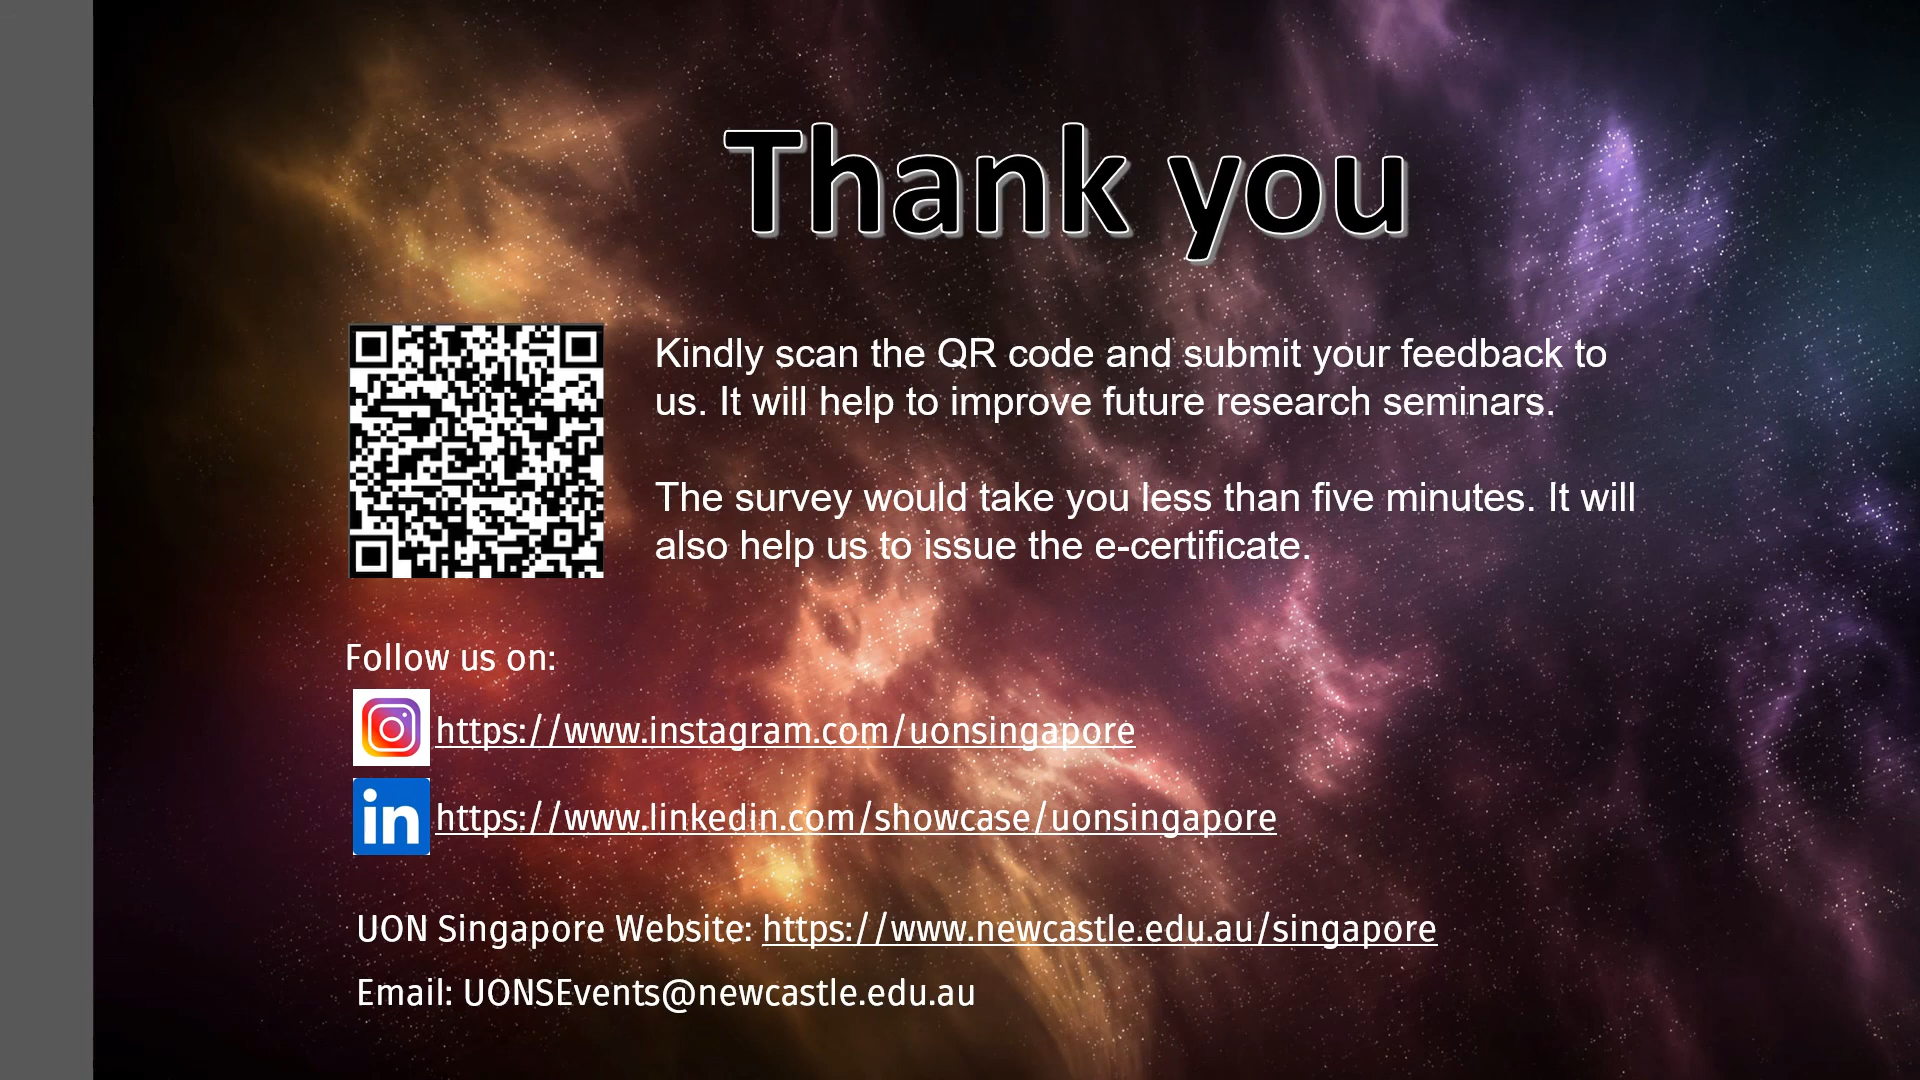 Thank you
Kindly scan the QR code and submit your feedback to
us. It will help to improve future research seminars.
The survey would take you less than five minutes. It will
also help us to issue the e-certificate.
Follow us on:
https://www.instagram.com/uonsingapore
in
https://www.linkedin.com/showcase/uonsingapore
UON Singapore Website: https://www.newcastle.edu.au/singapore
Email: UONSEvents@newcastle.edu.au